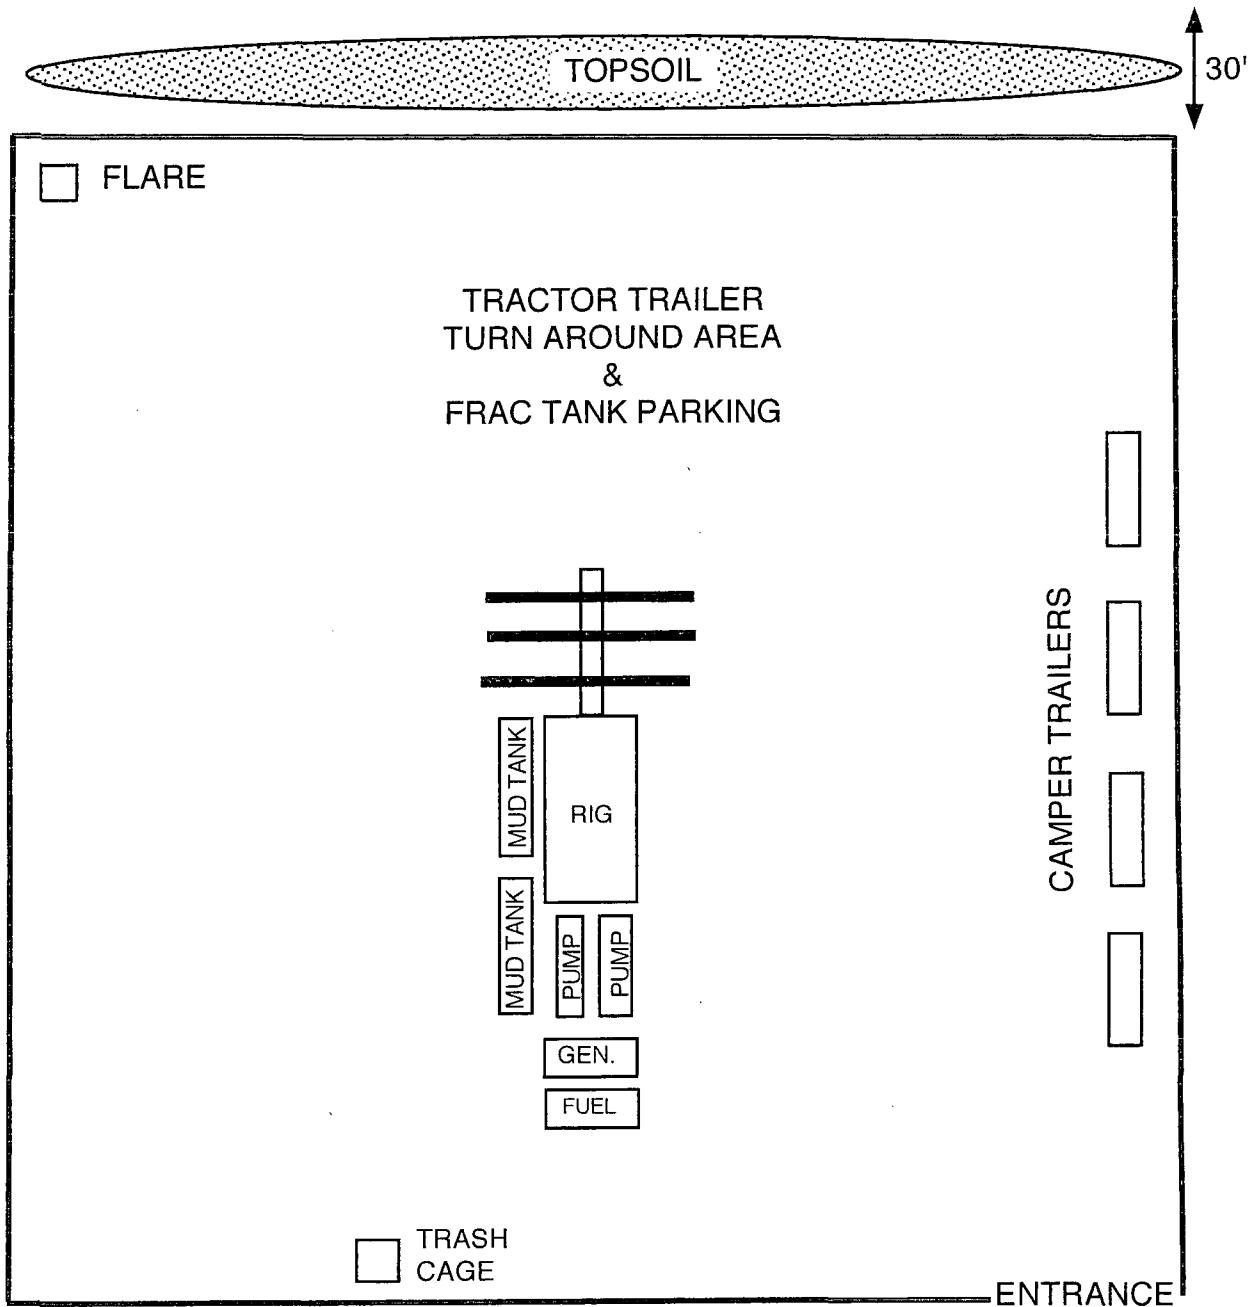 TOPSOIL
30'
FLARE
TRACTOR TRAILER
TURN AROUND AREA
&
FRAC TANK PARKING
CAMPER TRAILERS
MUD TANK
RIG
MUD TANK
PUMP
PUMP
GEN.
FUEL
TRASH
CAGE
ENTRANCE